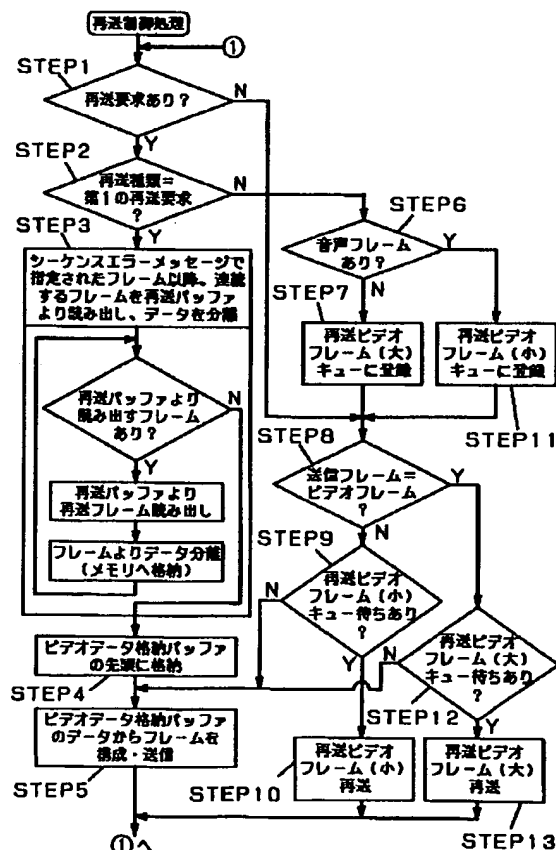 再送制御処理
①
STEP1
再送要求あり？
N
Y
STEP2
再送種類＝
第1の再送要求
？
N
Y
STEP3
シーケンスエラーメッセージで
指定されたフレーム以降、連続
するフレームを再送バッファ
より読み出し、データを分離
再送バッファより
読み出すフレーム
あり？
N
Y
再送バッファより
再送フレーム読み出し
フレームよりデータ分離
（メモリへ格納）
ビデオデータ格納バッファ
の先頭に格納
STEP4
ビデオデータ格納バッファ
のデータからフレームを
構成・送信
STEP5
①へ
STEP6
音声フレーム
あり？
Y
N
STEP7
再送ビデオ
フレーム（大）
キューに登録
再送ビデオ
フレーム（小）
キューに登録
STEP11
STEP8
送信フレーム＝
ビデオフレーム
？
Y
N
STEP9
再送ビデオ
フレーム（小）
キュー待ちあり
？
N
Y
再送ビデオ
フレーム（大）
キュー待ちあり
？
N
Y
STEP12
再送ビデオ
フレーム（小）
再送
STEP10
再送ビデオ
フレーム（大）
再送
STEP13